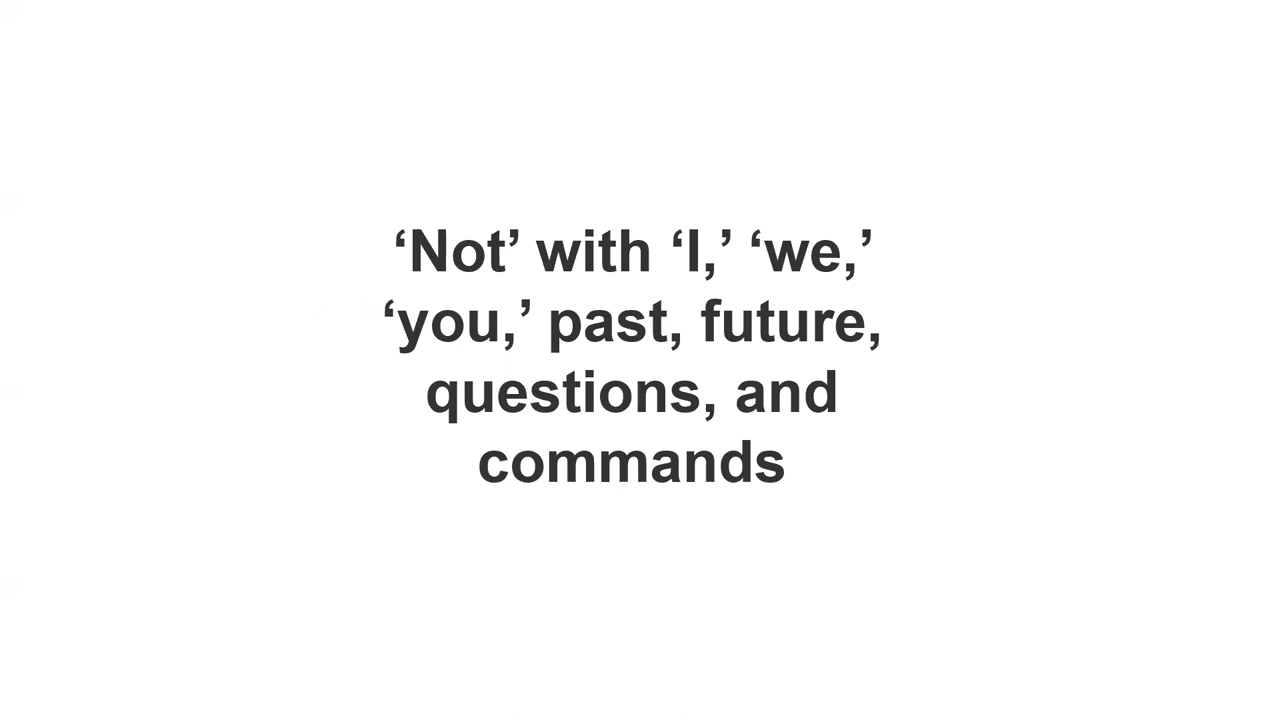 ‘Not’ with ‘I,’ ‘we,’
‘you,’ past, future,
questions, and
commands